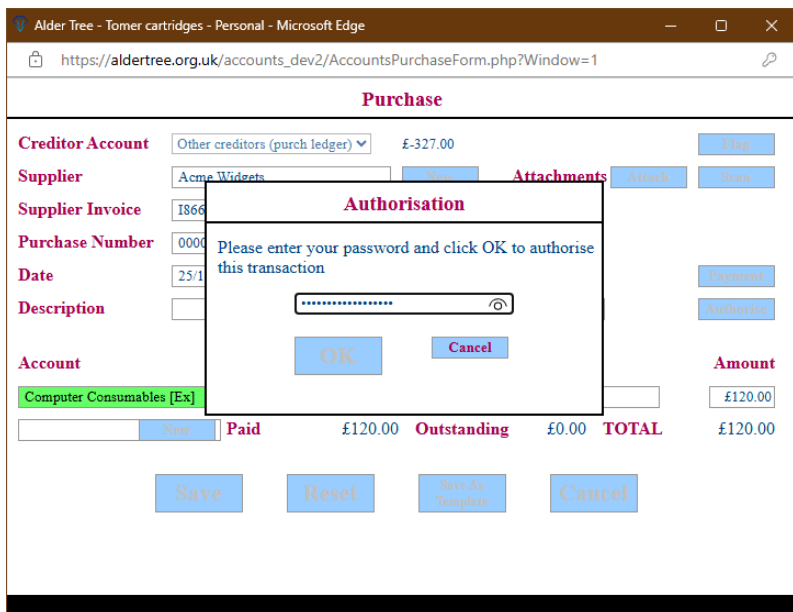 Alder Tree - Tomer cartridges - Personal - Microsoft Edge
https://aldertree.org.uk/accounts_dev2/AccountsPurchaseForm.php?Window=1
Purchase
Creditor Account Other creditors (purch ledger) £-327.00 Flag
Supplier Acme Widgets New Attachments Attach Scan
Supplier Invoice I866
Purchase Number 0000
Date 25/1 Payment
Description Authorise
Authorisation
Please enter your password and click OK to authorise
this transaction
••••••••••••••••••
OK Cancel
Account Amount
Computer Consumables [Ex] £120.00
New Paid £120.00 Outstanding £0.00 TOTAL £120.00
Save Reset Save As Template Cancel